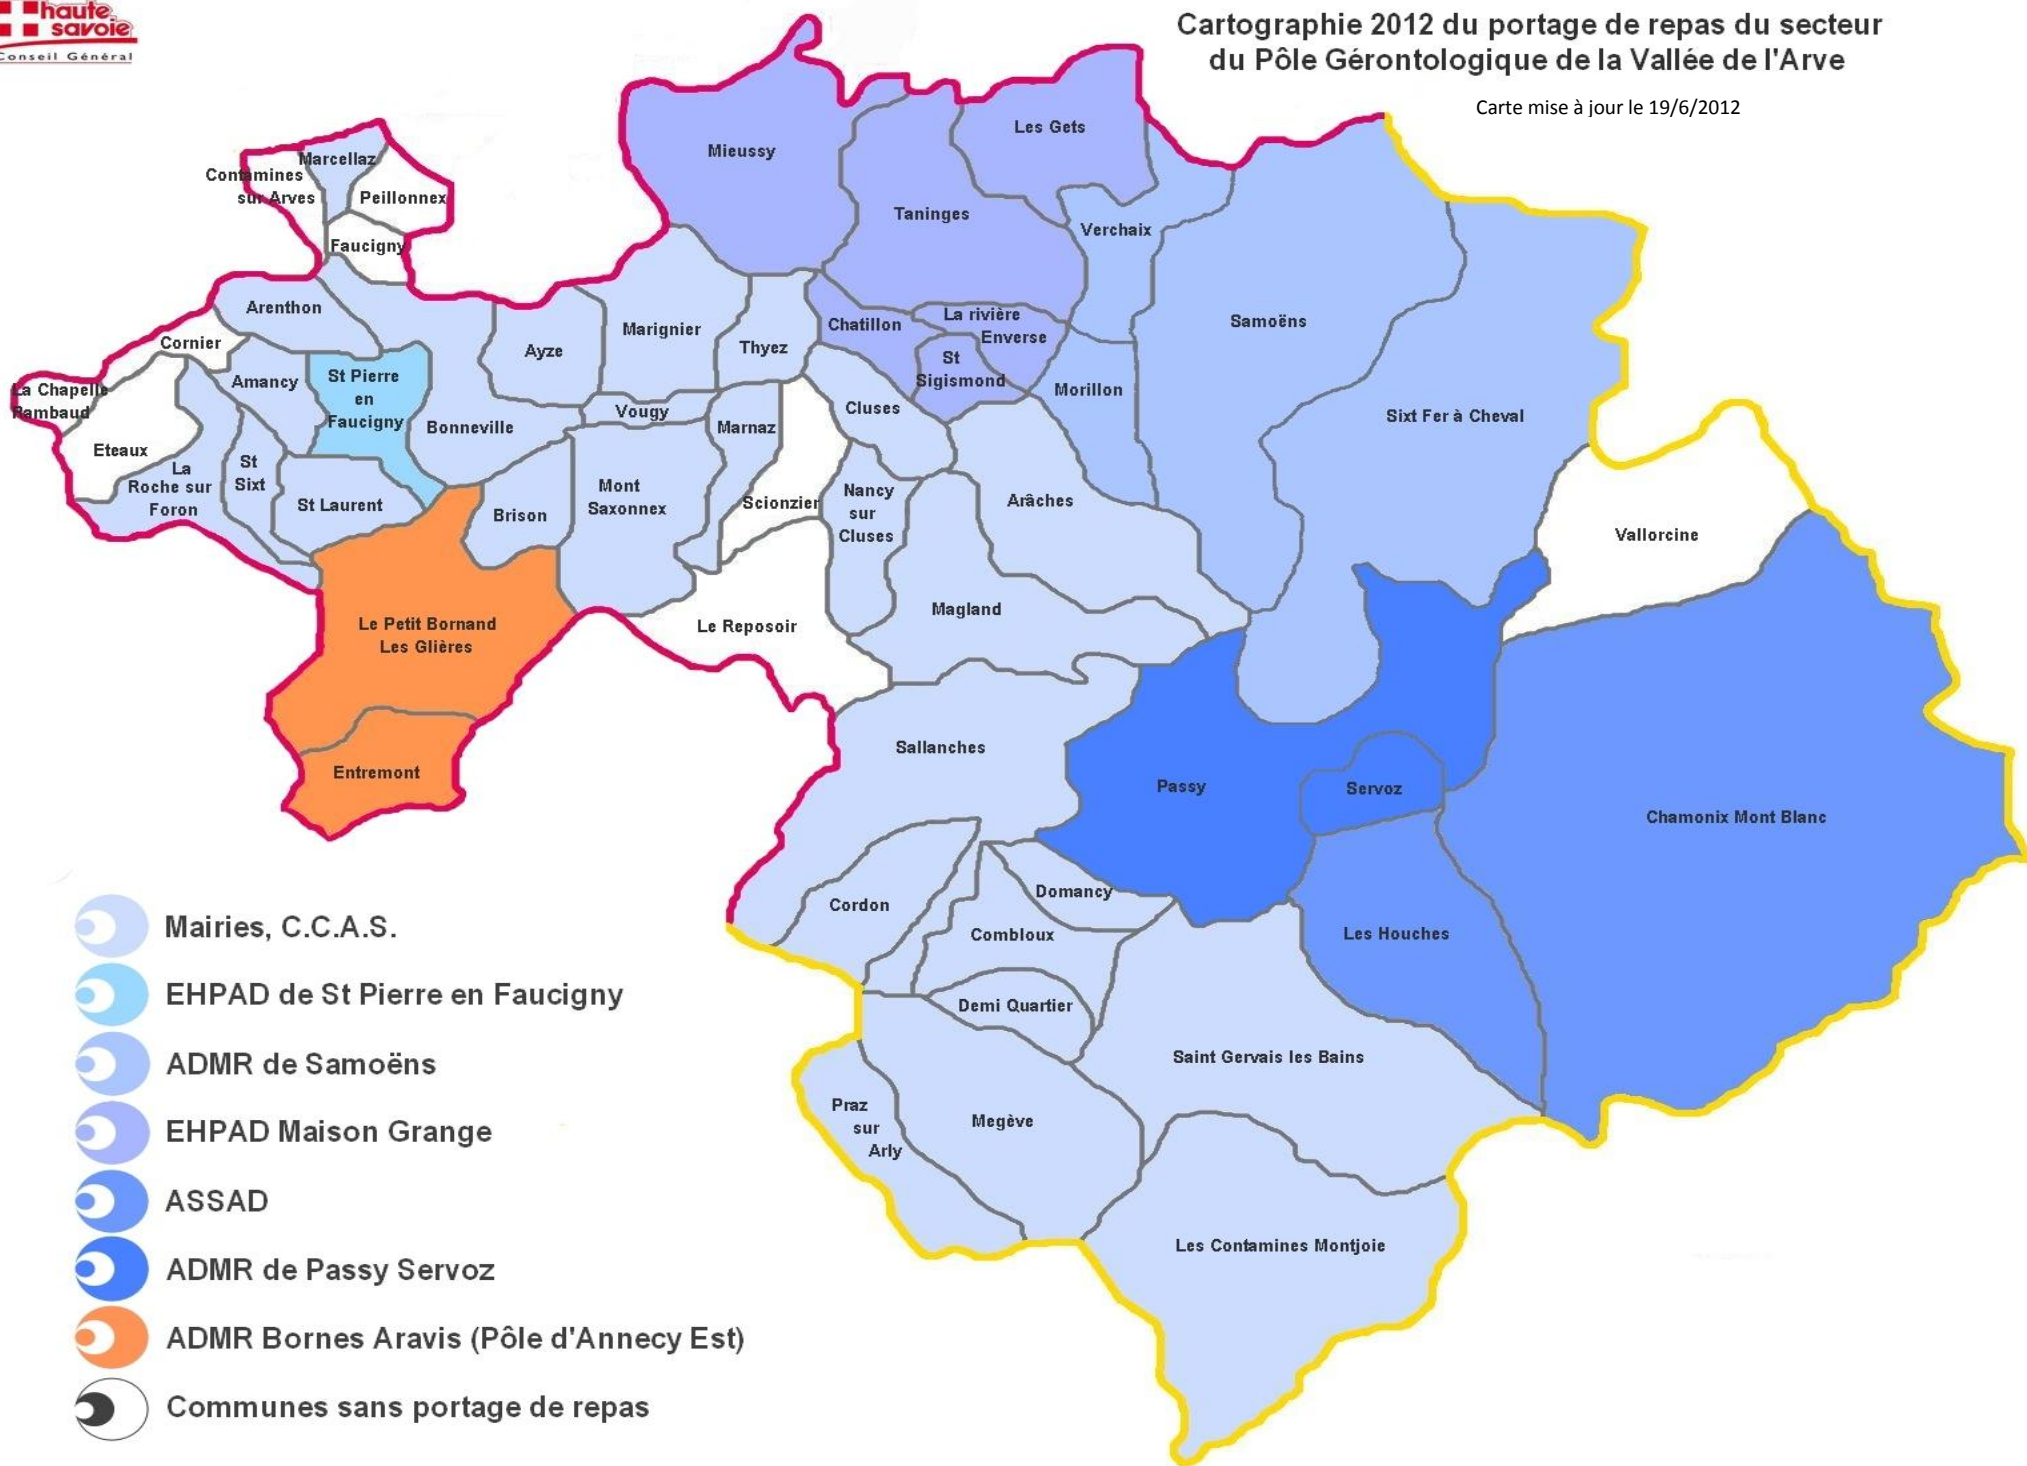 haute
savoie
Conseil Général
Cartographie 2012 du portage de repas du secteur
du Pôle Gérontologique de la Vallée de l'Arve
Carte mise à jour le 19/6/2012
Marcellaz
Contamines
sur Arves
Peillonnex
Faucigny
Mieussy
Les Gets
Taninges
Verchaix
Arenthon
Cornier
Amancy
St Pierre
en
Faucigny
Ayze
Marignier
Thyez
Chatillon
La rivière
Enverse
St
Sigismond
Samoëns
Morillon
Sixt Fer à Cheval
La Chapelle
Rambaud
Eteaux
La
Roche sur
Foron
St
Sixt
St Laurent
Bonneville
Vougy
Marnaz
Cluses
Brison
Mont
Saxonnex
Scionzier
Nancy
sur
Cluses
Arâches
Vallorcine
Le Petit Bornand
Les Glières
Le Reposoir
Magland
Entremont
Sallanches
Passy
Servoz
Chamonix Mont Blanc
Cordon
Domancy
Combloux
Les Houches
Demi Quartier
Saint Gervais les Bains
Praz
sur
Arly
Megève
Les Contamines Montjoie
Mairies, C.C.A.S.
EHPAD de St Pierre en Faucigny
ADMR de Samoëns
EHPAD Maison Grange
ASSAD
ADMR de Passy Servoz
ADMR Bornes Aravis (Pôle d'Annecy Est)
Communes sans portage de repas